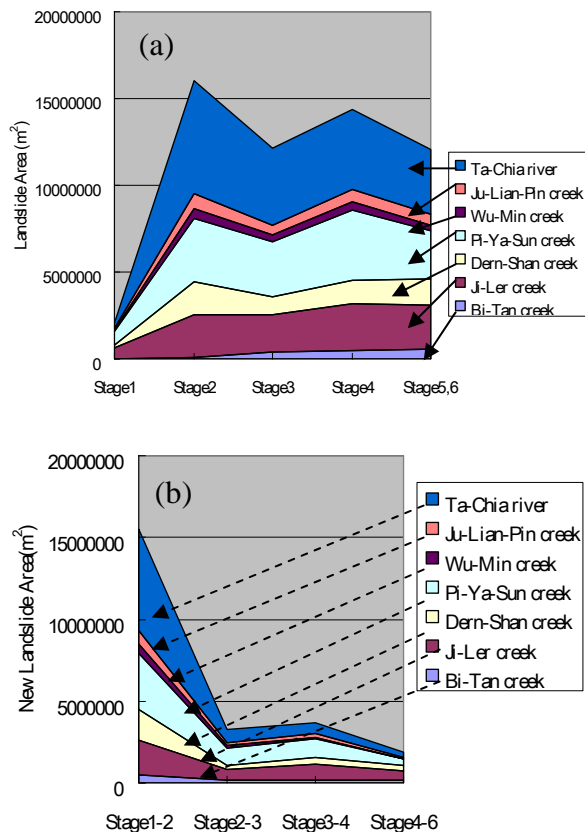 (a)
20000000
15000000
10000000
5000000
0
Landslide Area (m²)
Stage1 Stage2 Stage3 Stage4 Stage5,6
Ta-Chia river
Ju-Lian-Pin creek
Wu-Min creek
Pi-Ya-Sun creek
Dern-Shan creek
Ji-Ler creek
Bi-Tan creek
(b)
20000000
15000000
10000000
5000000
0
New Landslide Area(m²)
Stage1-2 Stage2-3 Stage3-4 Stage4-6
Ta-Chia river
Ju-Lian-Pin creek
Wu-Min creek
Pi-Ya-Sun creek
Dern-Shan creek
Ji-Ler creek
Bi-Tan creek